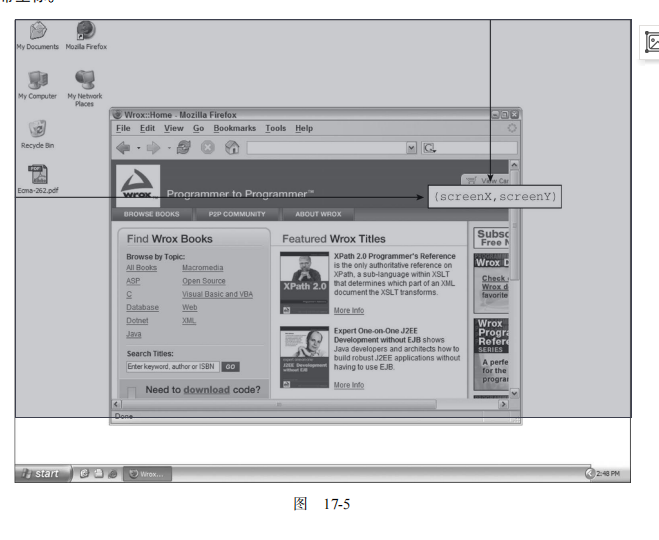 My Documents Mozilla Firefox
My Computer My Network
Places
Recycle Bin
Ecma-262.pdf
Wrox::Home - Mozilla Firefox
File Edit View Go Bookmarks Tools Help
wrox
Programmer to Programmer™
View Car
(screenX,screenY)
BROWSE BOOKS P2P COMMUNITY ABOUT WROX
Find Wrox Books
Browse by Topic:
All Books Macromedia
ASP Open Source
C Visual Basic and VBA
Database Web
Dotnet XML
Java
Search Titles:
Enter keyword, author or ISBN GO
Need to download code?
Featured Wrox Titles
XPath 2.0
XPath 2.0 Programmer's Reference
is the only authoritative reference on
XPath, a sub-language within XSLT
that determines which part of an XML
document the XSLT transforms.
More Info
J2EE Development
without EJB
Expert One-on-One J2EE
Development without EJB shows
Java developers and architects how to
build robust J2EE applications without
having to use EJB.
More Info
Subsc
Free N
Wrox D
Check
Wrox d
favorite
Wrox
Progra
Refere
SERIES
A perfe
for the
program
Done
start Wrox...
2:48 PM
图 17-5